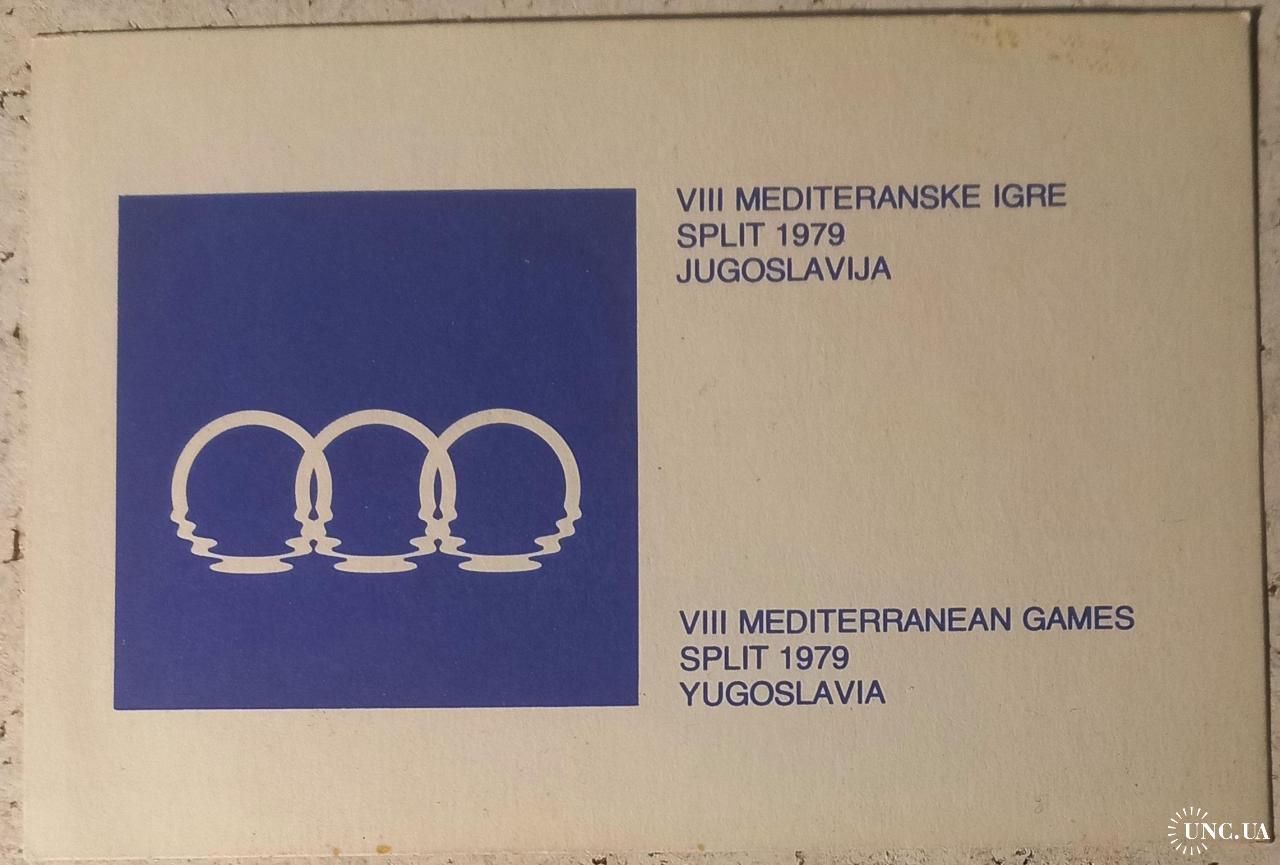 VIII MEDITERANSKE IGRE
SPLIT 1979
JUGOSLAVIJA
VIII MEDITERRANEAN GAMES
SPLIT 1979
YUGOSLAVIA
UNC.UA